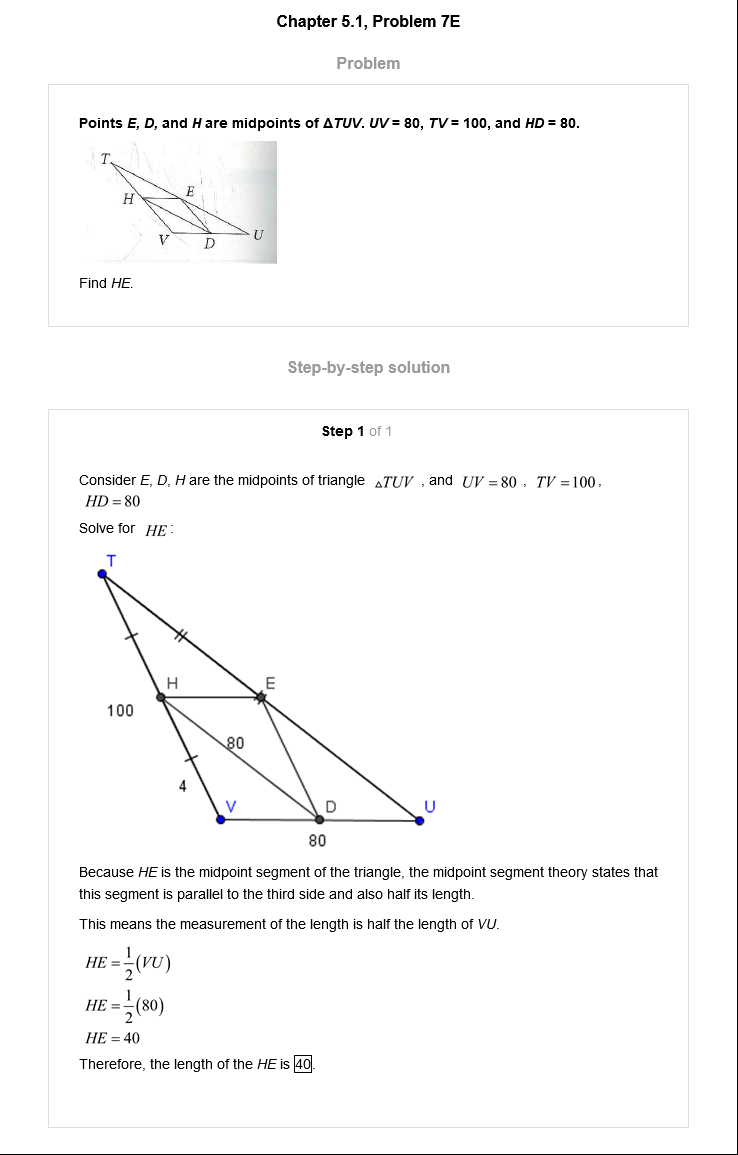 Chapter 5.1, Problem 7E
Problem
Points E, D, and H are midpoints of ΔTUV. UV = 80, TV = 100, and HD = 80.
T
E
H
V
D
U
Find HE.
Step-by-step solution
Step 1 of 1
Consider E, D, H are the midpoints of triangle △TUV , and UV = 80 , TV = 100 ,
HD = 80
Solve for HE :
T
H
E
100
80
4
V
D
U
80
Because HE is the midpoint segment of the triangle, the midpoint segment theory states that
this segment is parallel to the third side and also half its length.
This means the measurement of the length is half the length of VU.
HE = 1/2 (VU)
HE = 1/2 (80)
HE = 40
Therefore, the length of the HE is 40.